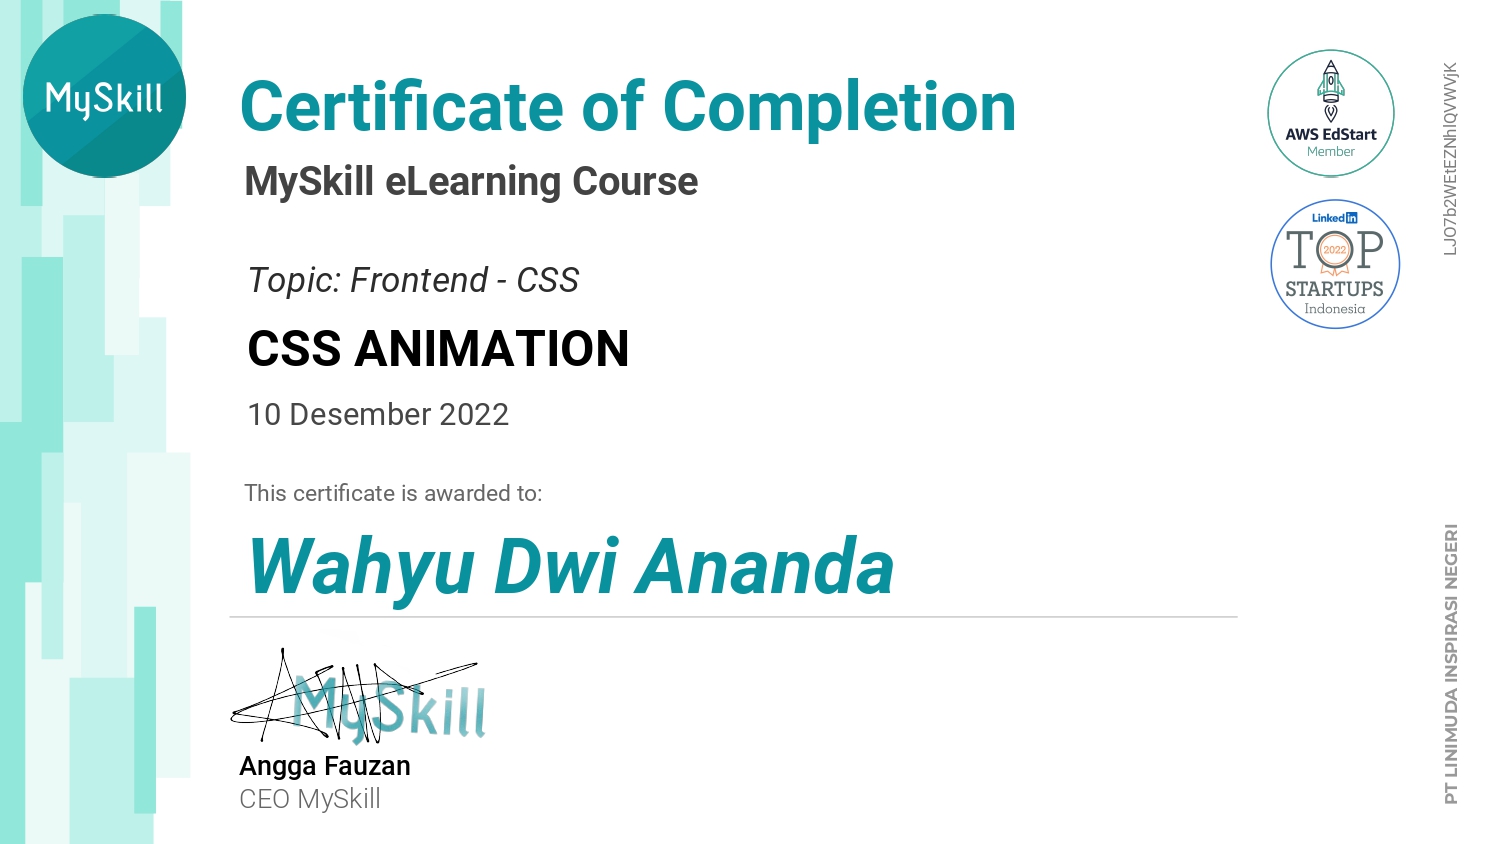 MySkill
Certificate of Completion
MySkill eLearning Course
Topic: Frontend - CSS
CSS ANIMATION
10 Desember 2022
This certificate is awarded to:
Wahyu Dwi Ananda
MySkill
Angga Fauzan
CEO MySkill
AWS EdStart
Member
Linked in
TOP
2022
STARTUPS
Indonesia
PT LINIMUDA INSPIRASI NEGERI